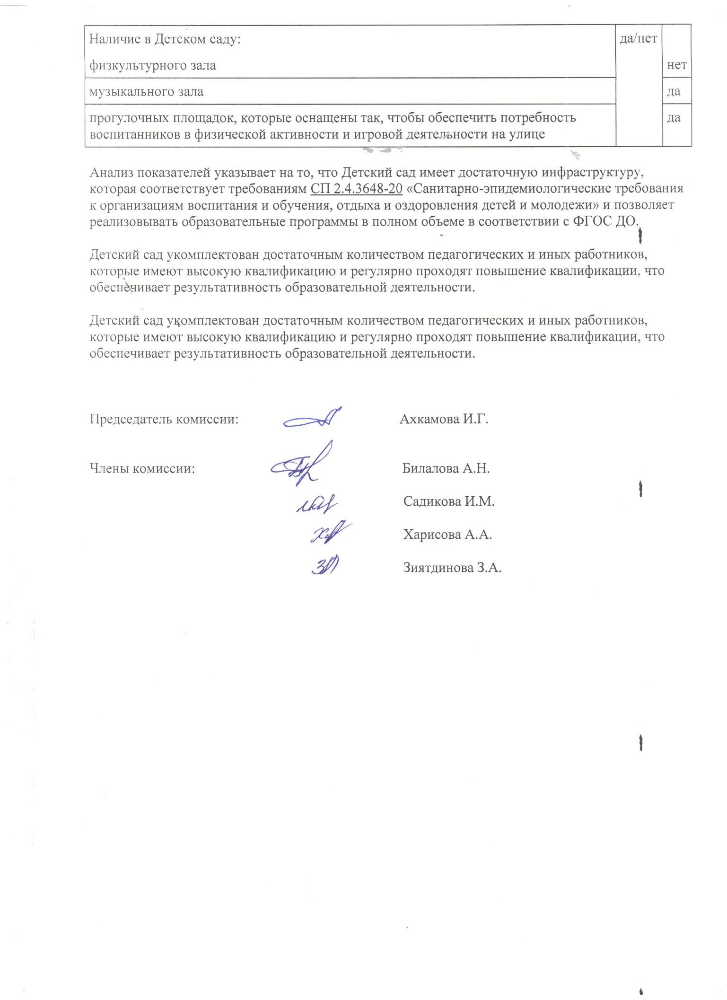 Наличие в Детском саду: да/нет
физкультурного зала нет
музыкального зала да
прогулочных площадок, которые оснащены так, чтобы обеспечить потребность да
воспитанников в физической активности и игровой деятельности на улице
Анализ показателей указывает на то, что Детский сад имеет достаточную инфраструктуру,
которая соответствует требованиям СП 2.4.3648-20 «Санитарно-эпидемиологические требования
к организациям воспитания и обучения, отдыха и оздоровления детей и молодежи» и позволяет
реализовывать образовательные программы в полном объеме в соответствии с ФГОС ДО.
Детский сад укомплектован достаточным количеством педагогических и иных работников,
которые имеют высокую квалификацию и регулярно проходят повышение квалификации, что
обеспечивает результативность образовательной деятельности.
Детский сад укомплектован достаточным количеством педагогических и иных работников,
которые имеют высокую квалификацию и регулярно проходят повышение квалификации, что
обеспечивает результативность образовательной деятельности.
Председатель комиссии: Ахкамова И.Г.
Члены комиссии: Билалова А.Н.
Садикова И.М.
Харисова А.А.
Зиятдинова З.А.